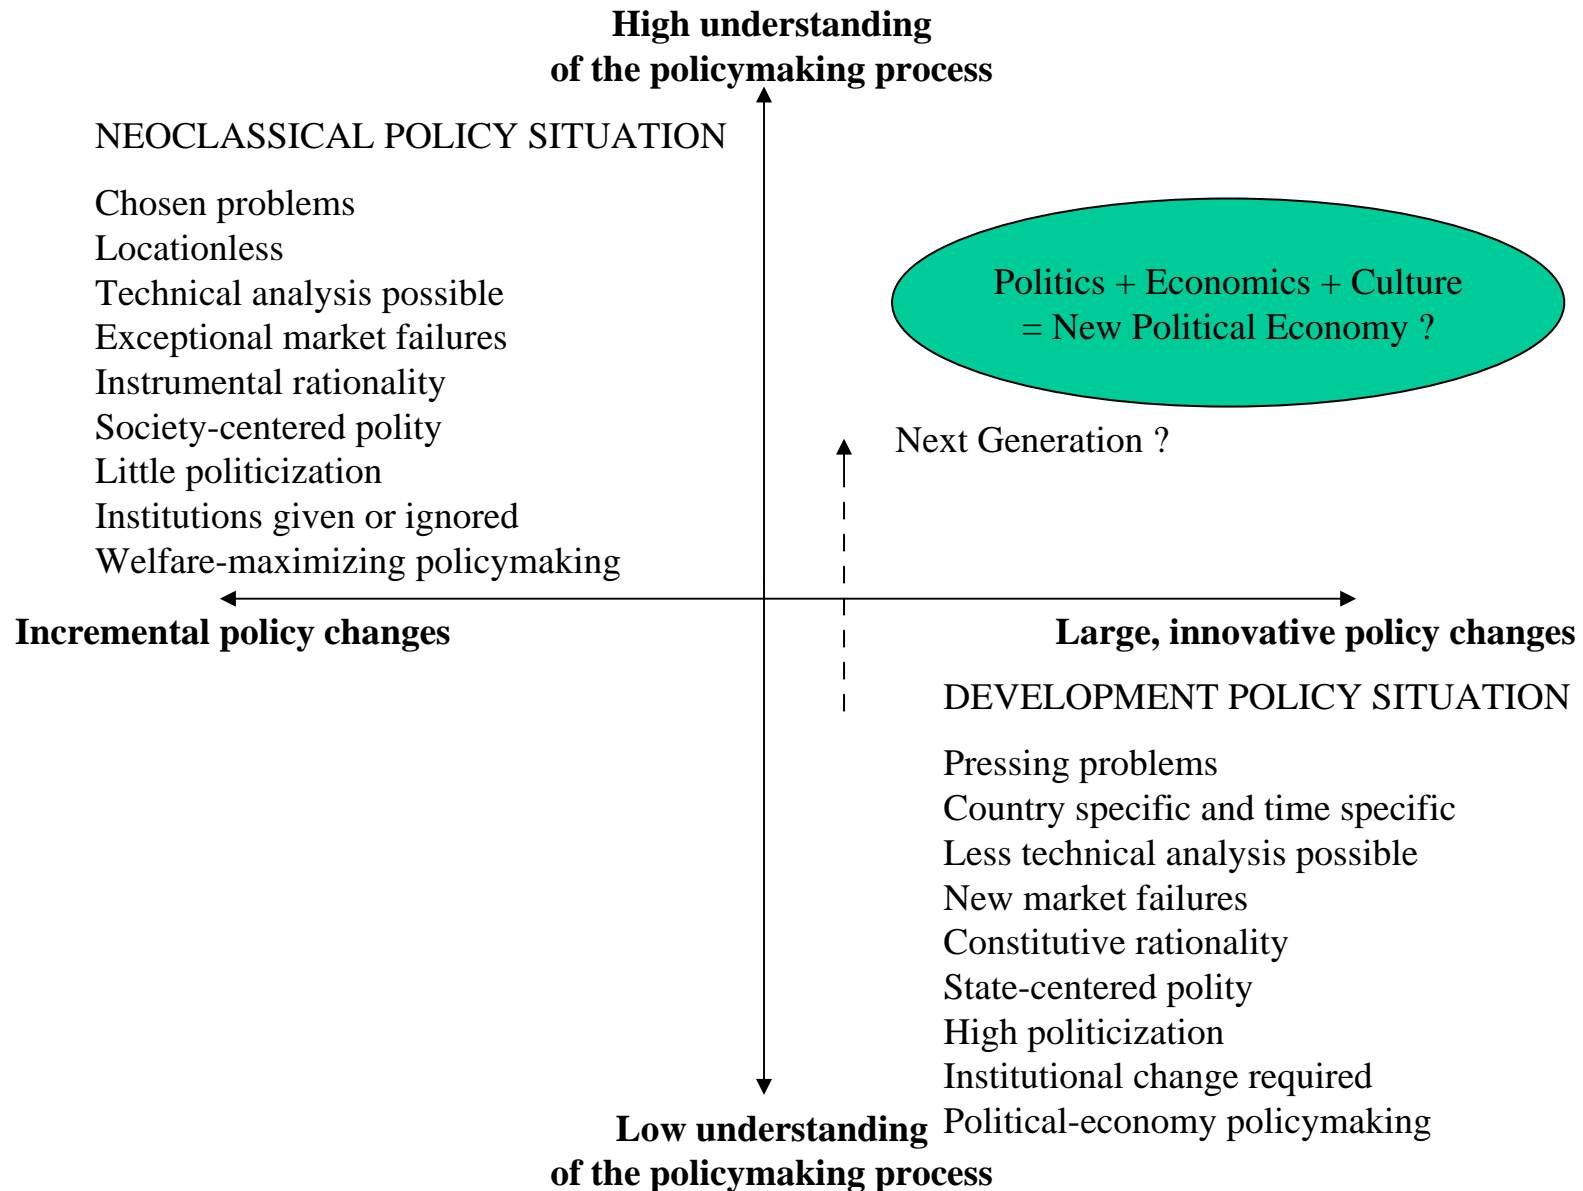 High understanding
of the policymaking process
NEOCLASSICAL POLICY SITUATION
Chosen problems
Locationless
Technical analysis possible
Exceptional market failures
Instrumental rationality
Society-centered polity
Little politicization
Institutions given or ignored
Welfare-maximizing policymaking
Politics + Economics + Culture
= New Political Economy ?
Next Generation ?
Incremental policy changes
Large, innovative policy changes
DEVELOPMENT POLICY SITUATION
Pressing problems
Country specific and time specific
Less technical analysis possible
New market failures
Constitutive rationality
State-centered polity
High politicization
Institutional change required
Political-economy policymaking
Low understanding
of the policymaking process